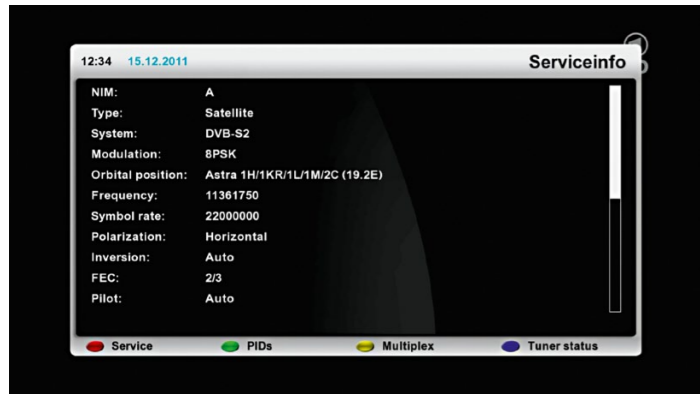 12:34 15.12.2011 Serviceinfo
NIM: A
Type: Satellite
System: DVB-S2
Modulation: 8PSK
Orbital position: Astra 1H/1KR/1L/1M/2C (19.2E)
Frequency: 11361750
Symbol rate: 22000000
Polarization: Horizontal
Inversion: Auto
FEC: 2/3
Pilot: Auto
Service PIDs Multiplex Tuner status